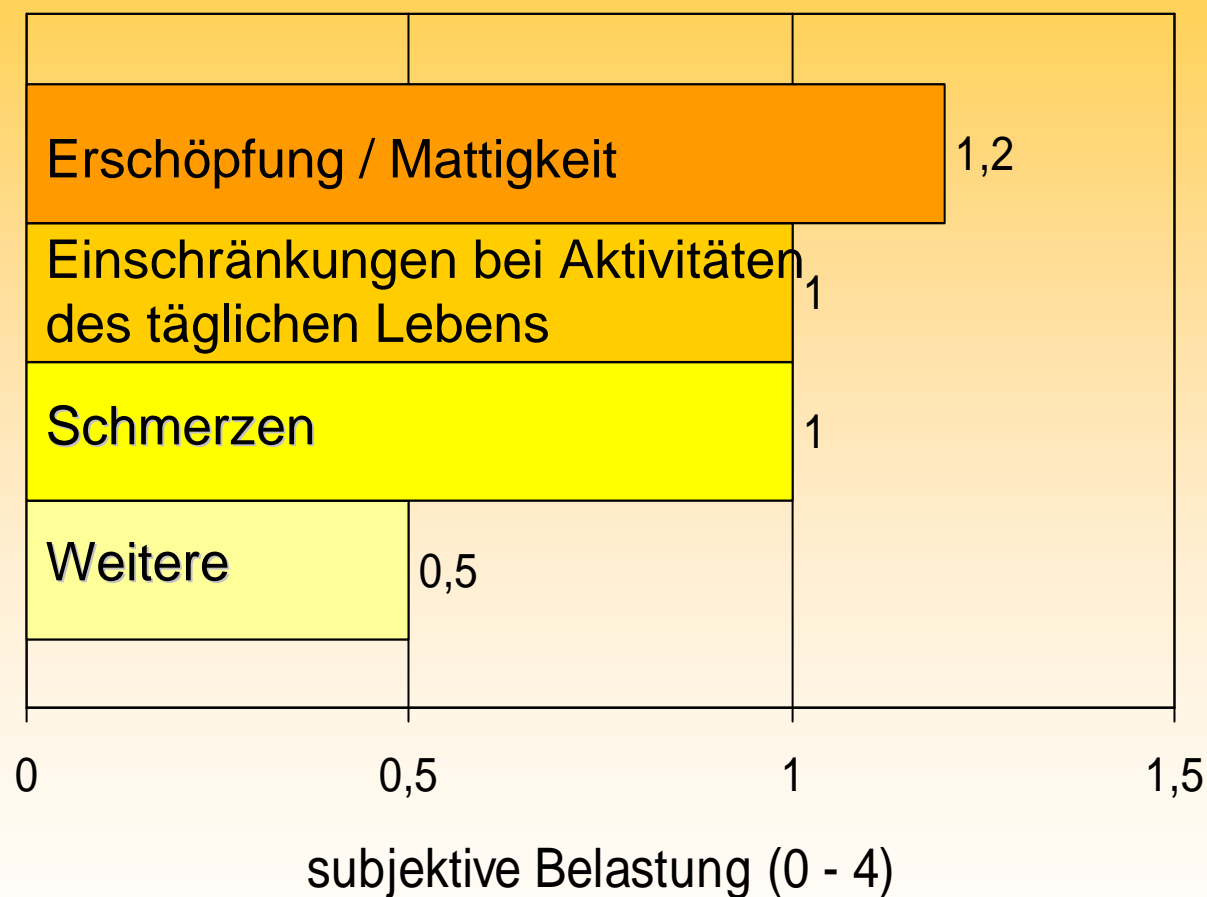 Erschöpfung / Mattigkeit
1,2
Einschränkungen bei Aktivitäten
des täglichen Lebens
1
Schmerzen
1
Weitere
0,5
0 0,5 1 1,5
subjektive Belastung (0 - 4)